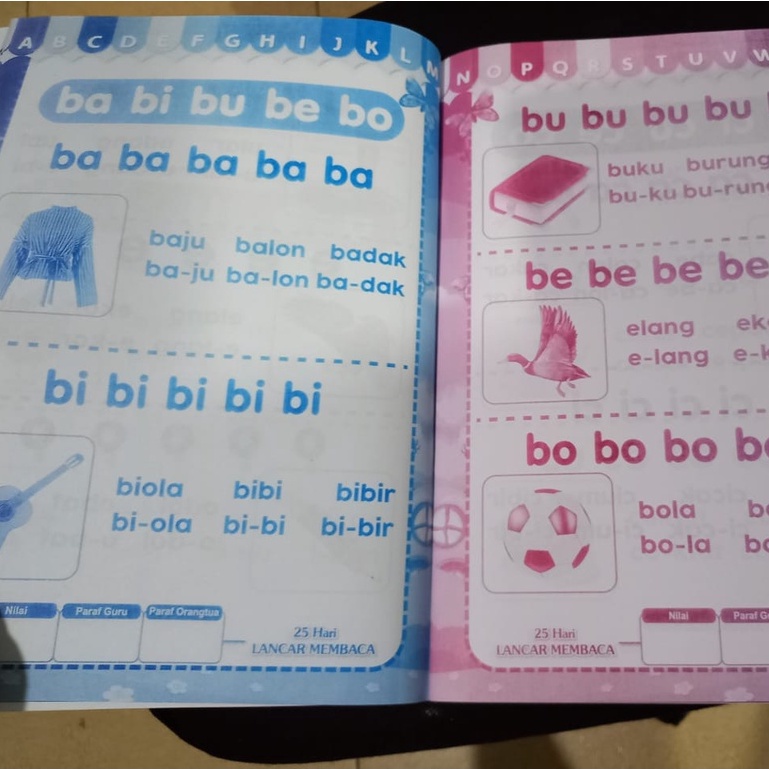 A B C D E F G H I J K L M
ba bi bu be bo
ba ba ba ba ba
baju balon badak
ba-ju ba-lon ba-dak
bi bi bi bi bi
biola bibi bibir
bi-ola bi-bi bi-bir
Nilai Paraf Guru Paraf Orangtua
25 Hari
LANCAR MEMBACA
N O P Q R S T U V W
bu bu bu bu
buku burung
bu-ku
be be be be
elang
e-lang
bo bo bo
bola
bo-la
Nilai Paraf
25 Hari
LANCAR MEMBACA